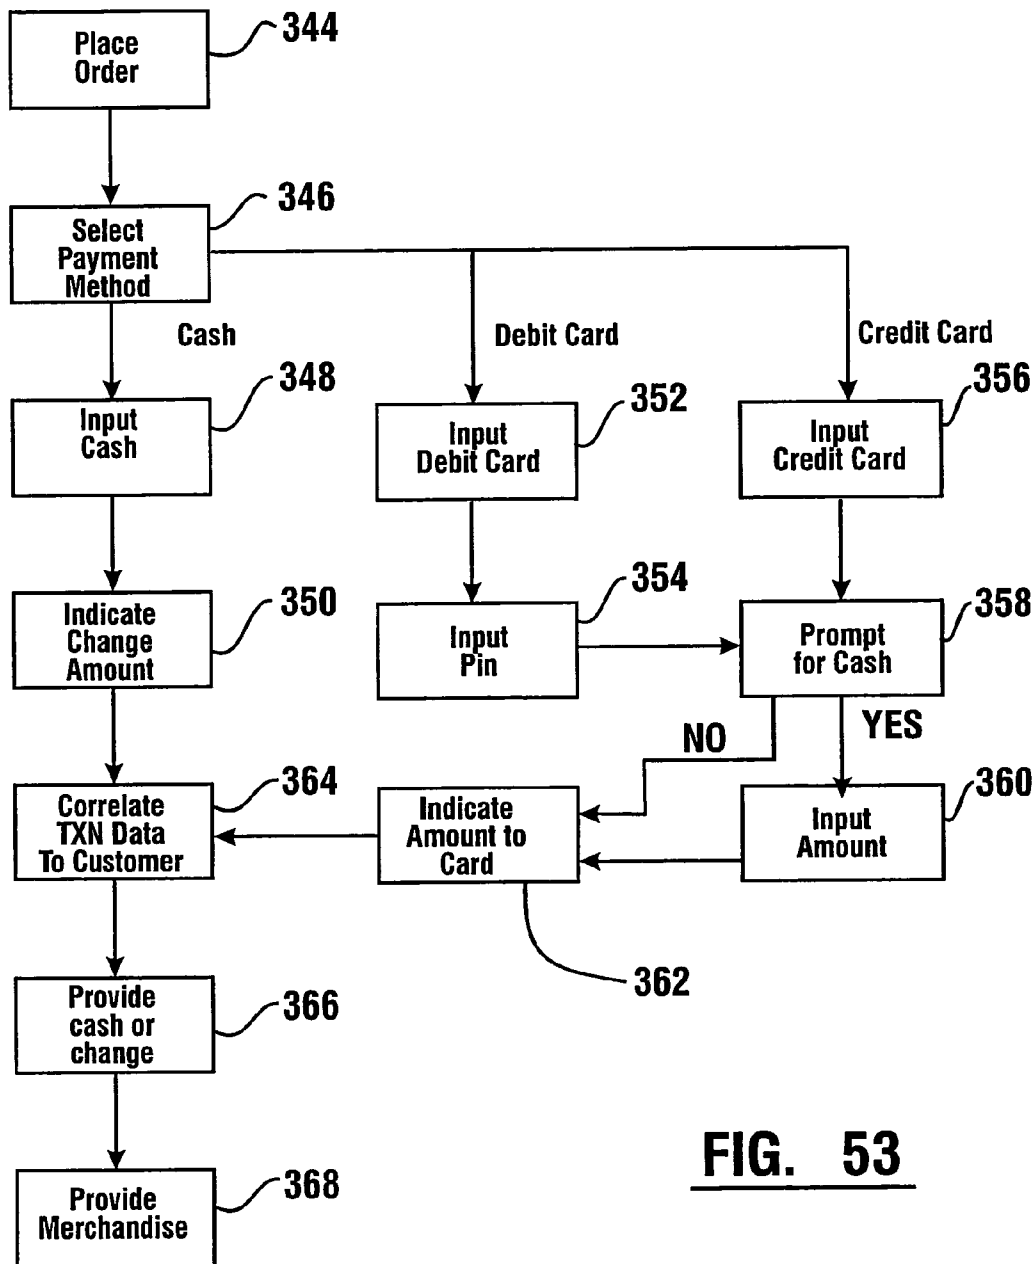 344
Place
Order
346
Select
Payment
Method
Cash
Debit Card
Credit Card
348
352
356
Input
Cash
Input
Debit Card
Input
Credit Card
350
354
358
Indicate
Change
Amount
Input
Pin
Prompt
for Cash
NO
YES
364
360
Correlate
TXN Data
To Customer
Indicate
Amount to
Card
Input
Amount
362
366
Provide
cash or
change
368
Provide
Merchandise
FIG. 53